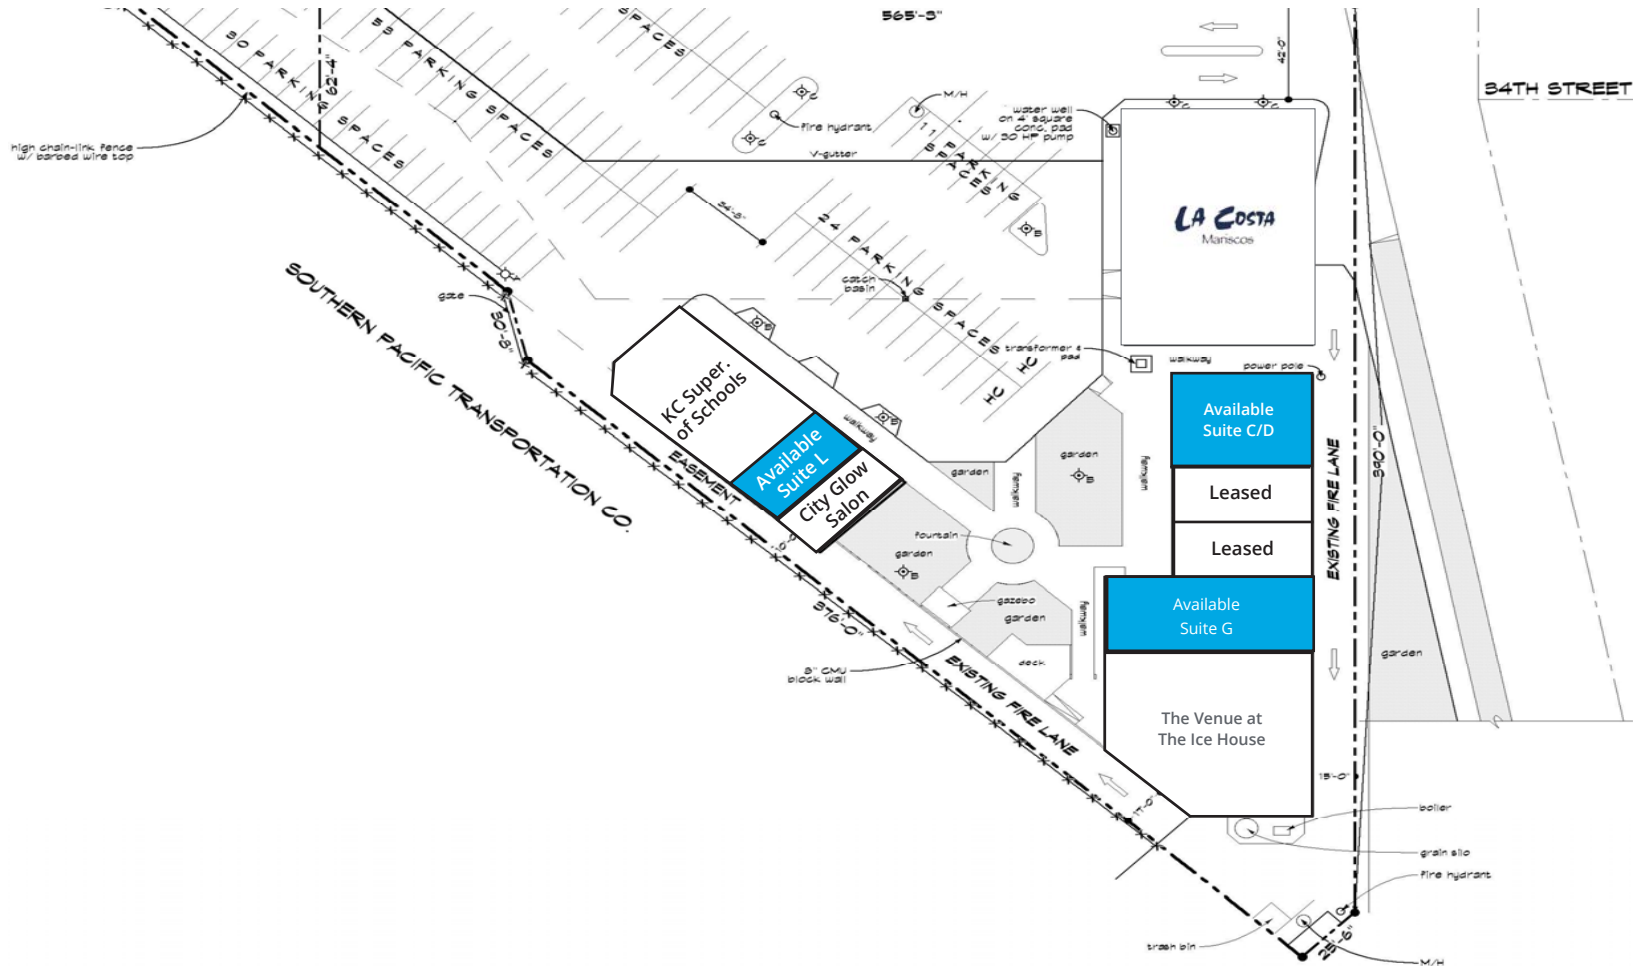 565'-3"
SPACES
SPACES
30 PARKING SPACES
62'-4"
PARKING SPACES
42'-0"
34TH STREET
M/H
water well
on 4' square
conc. pad
w/ 30 HP pump
fire hydrant
11 PARKING
SPACES
high chain-link fence
w/ barbed wire top
V-gutter
54'-5"
24 PARKING SPACES
LA COSTA
Mariscos
B
catch
basin
gate
30'-8"
SOUTHERN PACIFIC TRANSPORTATION CO.
HC
HC
transformer &
pad
walkway
power pole
KC Super.
of Schools
Available
Suite L
City Glow
Salon
walkway
EASEMENT
Available
Suite C/D
Leased
Leased
Available
Suite G
The Venue at
The Ice House
garden
garden
B
walkway
walkway
EXISTING FIRE LANE
fountain
garden
B
gazebo
garden
walkway
deck
garden
376'-0"
8" CMU
block wall
EXISTING FIRE LANE
15'-0"
boiler
grain silo
fire hydrant
trash bin
25'-6"
M/H